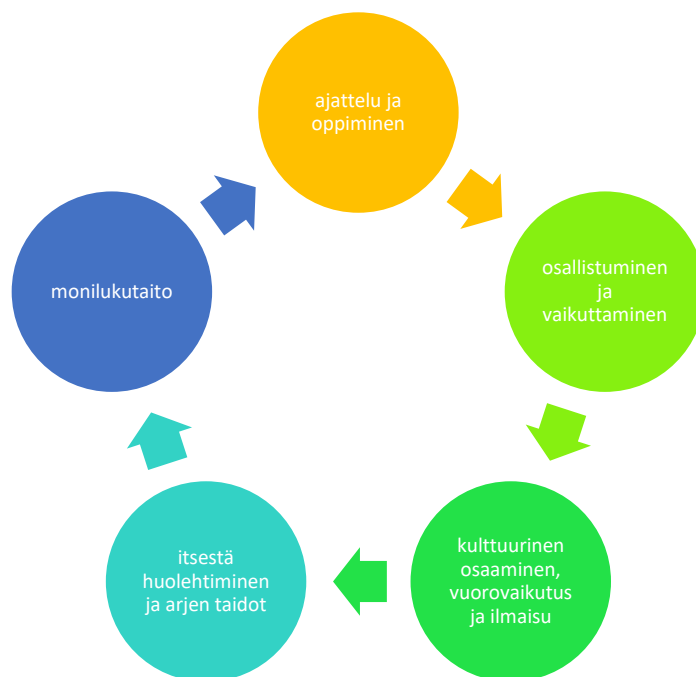 ajattelu ja
oppiminen
osallistuminen
ja
vaikuttaminen
kulttuurinen
osaaminen,
vuorovaikutus
ja ilmaisu
itsestä
huolehtiminen
ja arjen taidot
monilukutaito